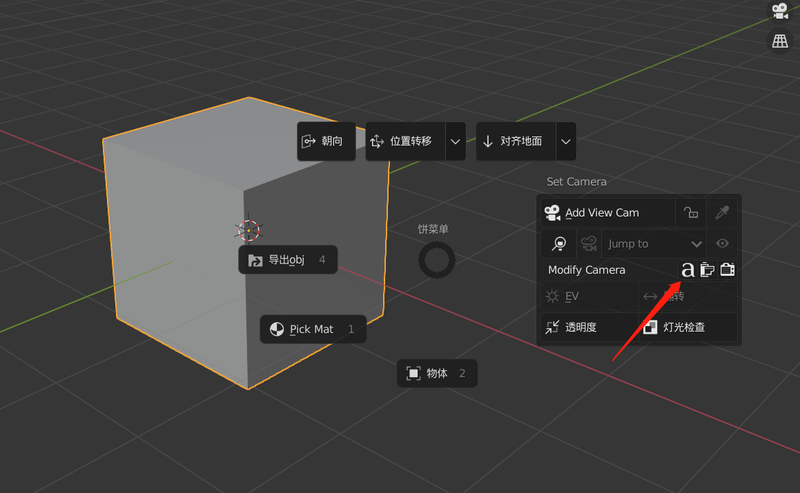 朝向
位置转移
对齐地面
Set Camera
Add View Cam
饼菜单
Jump to
导出obj 4
Modify Camera
a
EV
Pick Mat 1
透明度
灯光检查
物体 2